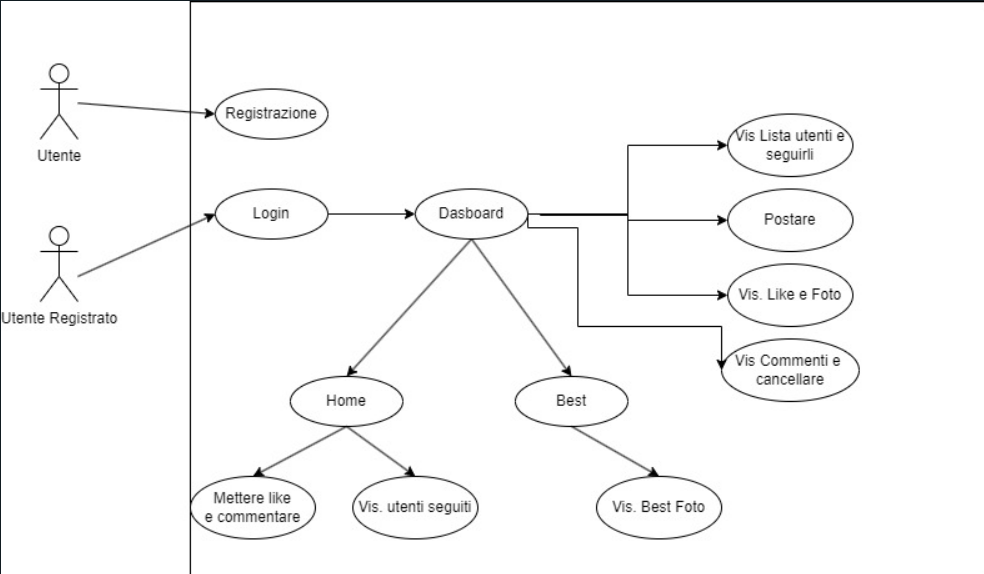 Registrazione
Utente
Vis Lista utenti e
seguirli
Login
Dasboard
Postare
Utente Registrato
Vis. Like e Foto
Vis Commenti e
cancellare
Home
Best
Mettere like
e commentare
Vis. utenti seguiti
Vis. Best Foto